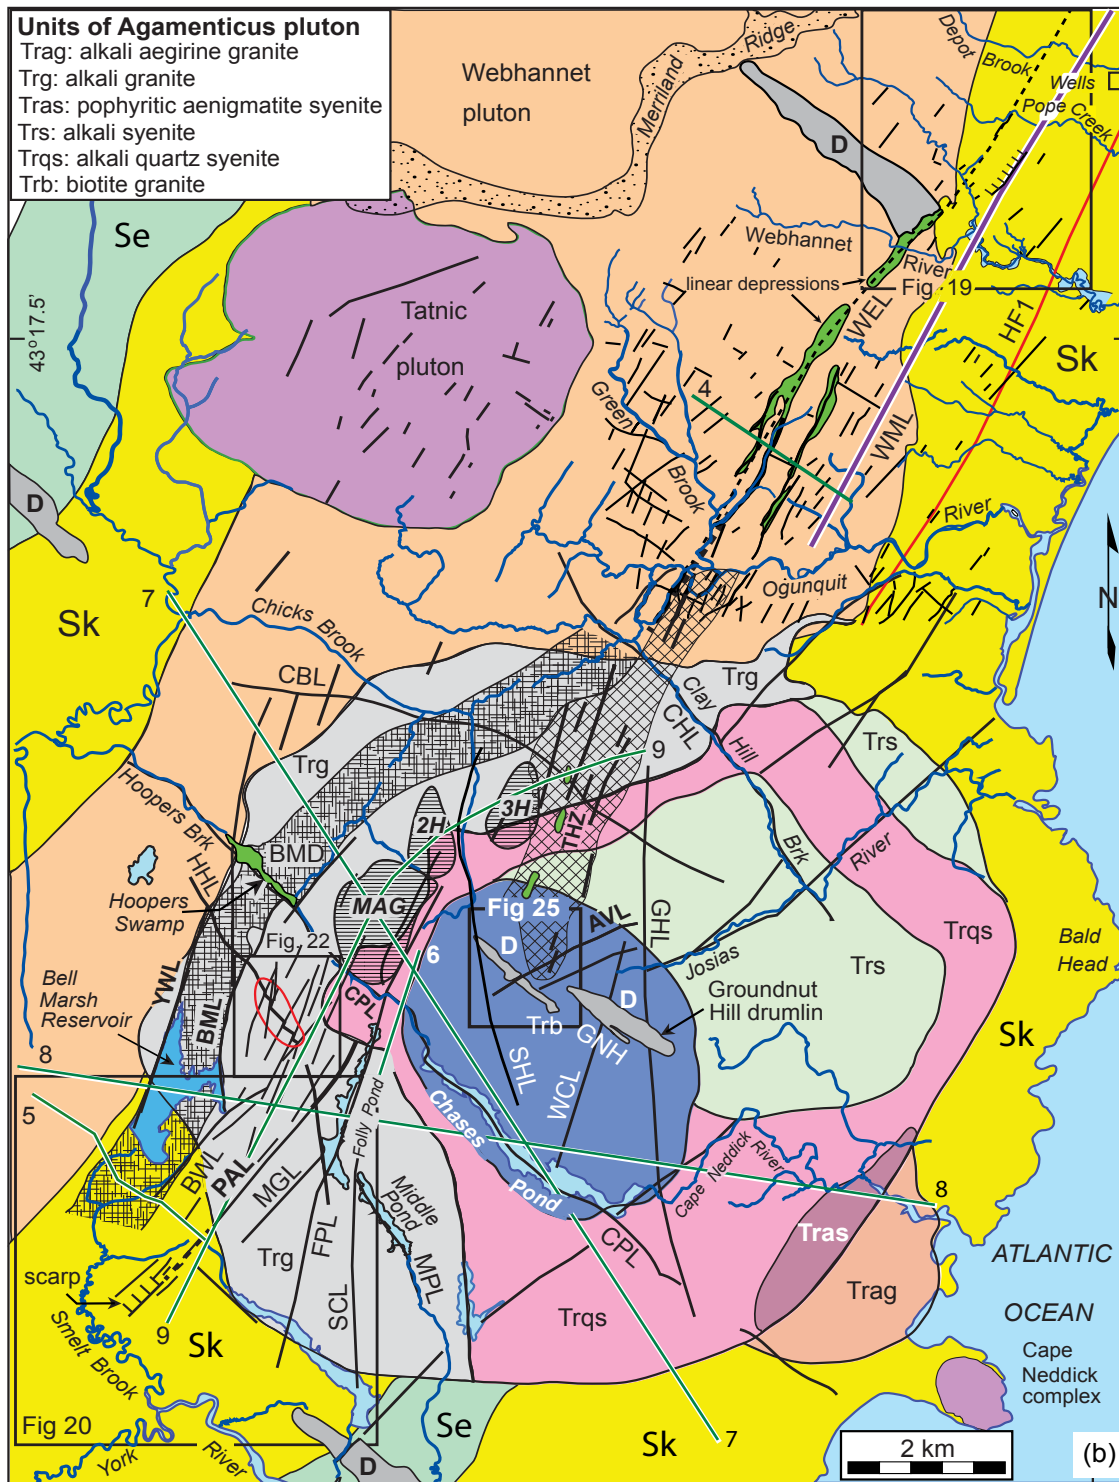 Units of Agamenticus pluton
Trag: alkali aegirine granite
Trg: alkali granite
Tras: pophyritic aenigmatite syenite
Trs: alkali syenite
Trqs: alkali quartz syenite
Trb: biotite granite
Webhannet
pluton
Merriland
Ridge
Depot
Brook
Wells
Pope Creek
D
D
Se
43° 17.5'
Tatnic
pluton
Webhannet
River
linear depressions
Fig 19
WEL
HF1
Sk
WML
4
Green
Brook
River
Ogunquit
D
Sk
7
Chicks Brook
CBL
N
Trg
Clay
Hill
Brk
CHL
Trg
9
Trs
Hoopers Brk
HHL
BMD
2H
3H
THZ
Hoopers
Swamp
MAG
Fig 25
AVL
GHL
River
Josias
Trqs
Bald
Head
Fig. 22
6
D
D
Trs
Groundnut
Hill drumlin
Bell
Marsh
Reservoir
YWL
BML
CPL
Trb
GNH
SHL
WCL
Sk
8
5
Folly Pond
Chases
Pond
Cape Neddick
River
8
BWL
PAL
MGL
FPL
SCL
Middle
Pond
MPL
CPL
Tras
Trag
Trg
Trqs
ATLANTIC
OCEAN
scarp
Smelt Brook
9
Sk
Cape
Neddick
complex
Fig 20
York
River
D
Se
Sk
7
2 km
(b)